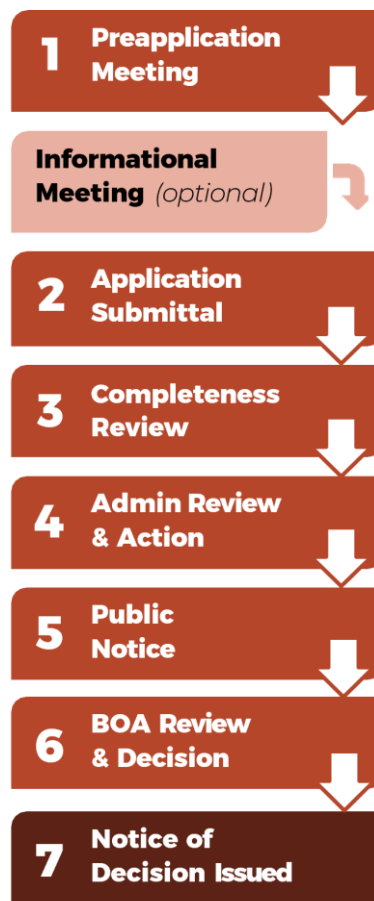 1 Preapplication
Meeting
Informational
Meeting (optional)
2 Application
Submittal
3 Completeness
Review
4 Admin Review
& Action
5 Public
Notice
6 BOA Review
& Decision
7 Notice of
Decision Issued